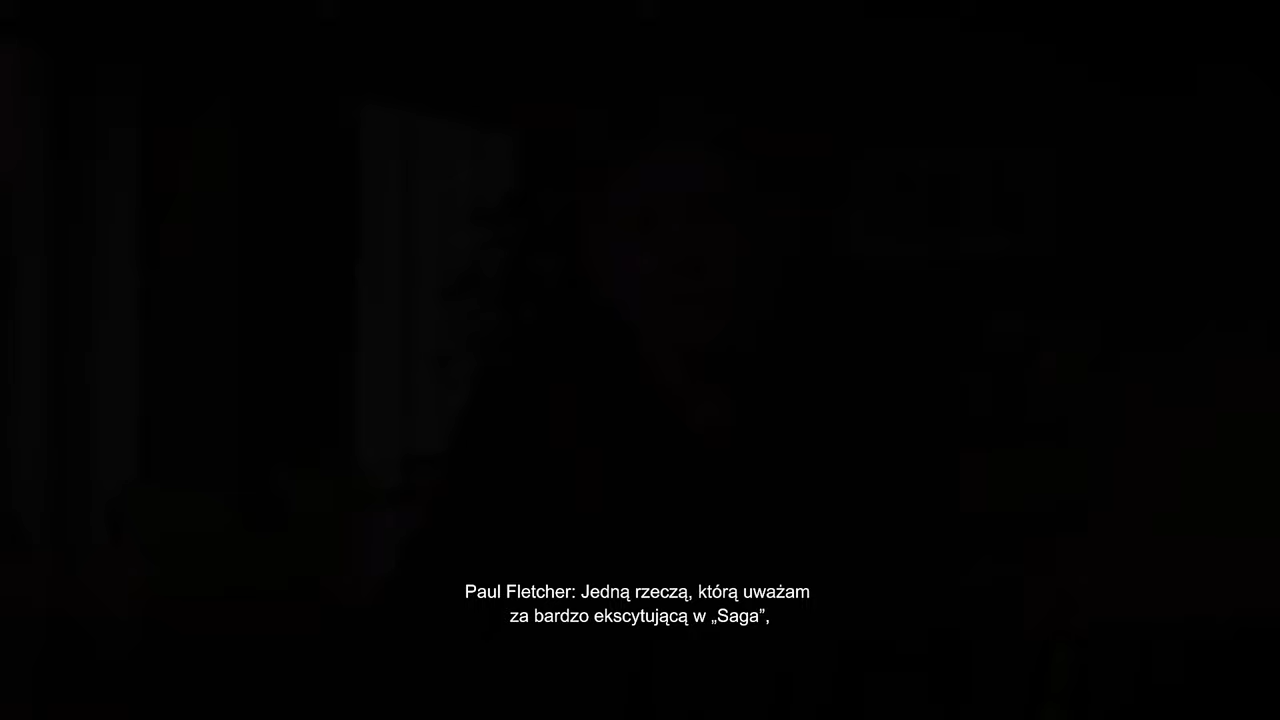 Paul Fletcher: Jedną rzeczą, którą uważam
za bardzo ekscytującą w „Saga”,